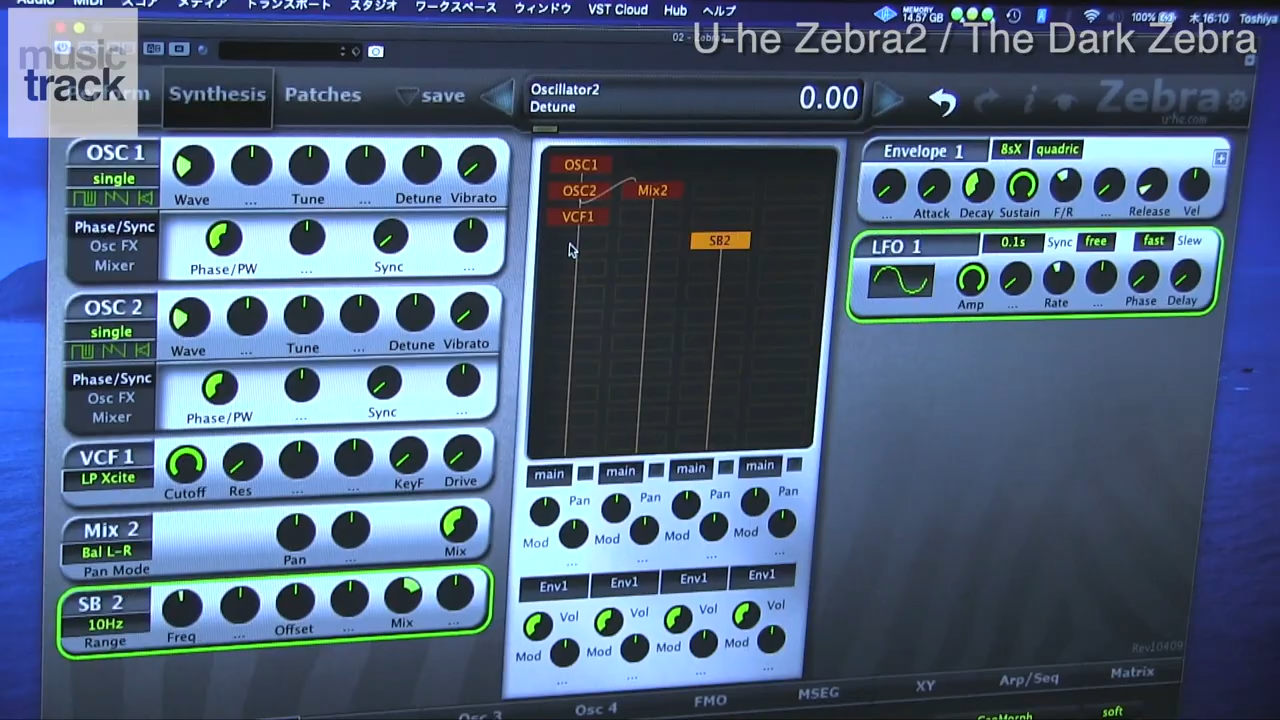 Audio MIDI スコア メディア トランスポート スタジオ ワークスペース ウィンドウ VST Cloud Hub ヘルプ
MEMORY 14.57 GB 100% 木 16:10 Toshiya
U-he Zebra2 / The Dark Zebra
music
track
Synthesis Patches save
Oscillator2
Detune 0.00
Zebra
u-he.com
OSC 1
single
Wave ... Tune ... Detune Vibrato
Phase/Sync
Osc FX
Mixer
Phase/PW ... Sync ...
OSC 2
single
Wave ... Tune ... Detune Vibrato
Phase/Sync
Osc FX
Mixer
Phase/PW ... Sync ...
VCF 1
LP Xcite
Cutoff Res ... ... KeyF Drive
Mix 2
Bal L-R
Pan Mode
Pan Mix
SB 2
10Hz
Range
Freq ... Offset ... Mix ...
OSC1
OSC2 Mix2
VCF1
SB2
main main main main
Pan Pan Pan Pan
Mod Mod Mod Mod
... ... ... ...
Env1 Env1 Env1 Env1
Vol Vol Vol Vol
Mod Mod Mod Mod
... ... ... ...
Envelope 1 8sX quadric
... Attack Decay Sustain F/R ... Release Vel
LFO 1 0.1s Sync free fast Slew
Amp ... Rate ... Phase Delay
Rev10409
Osc 3 Osc 4 FMO MSEG XY Arp/Seq Matrix
GeoMorph soft